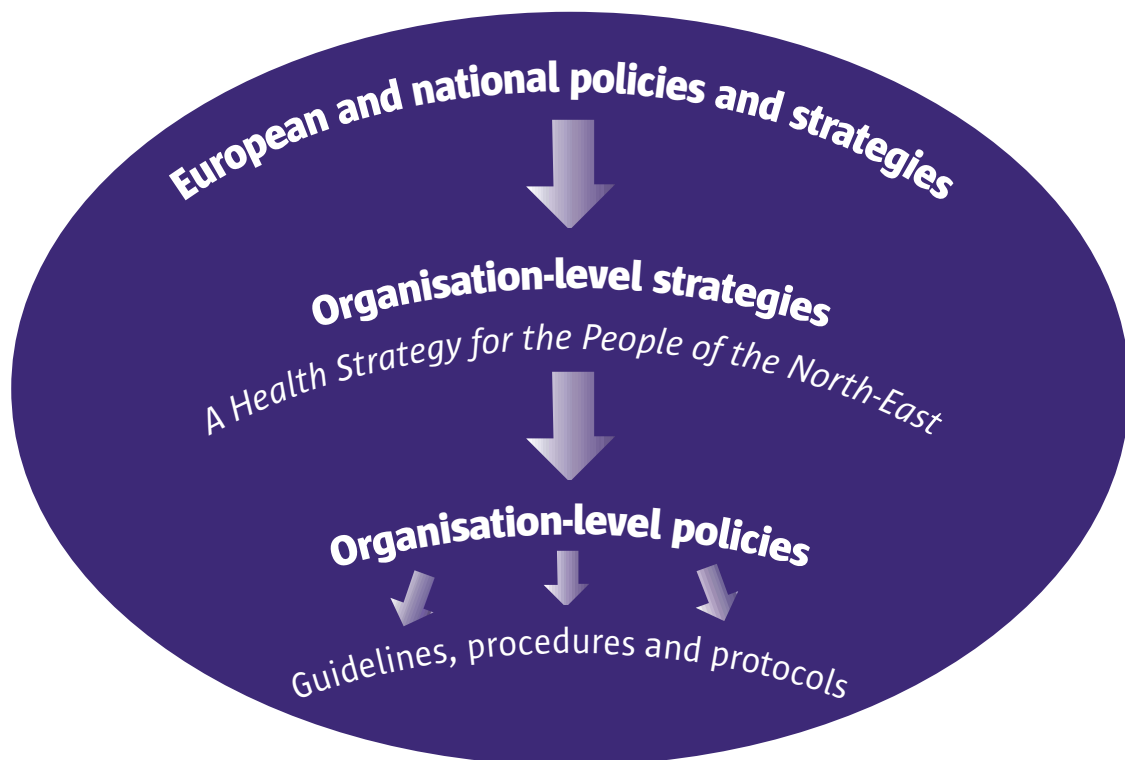 European and national policies and strategies
Organisation-level strategies
A Health Strategy for the People of the North-East
Organisation-level policies
Guidelines, procedures and protocols